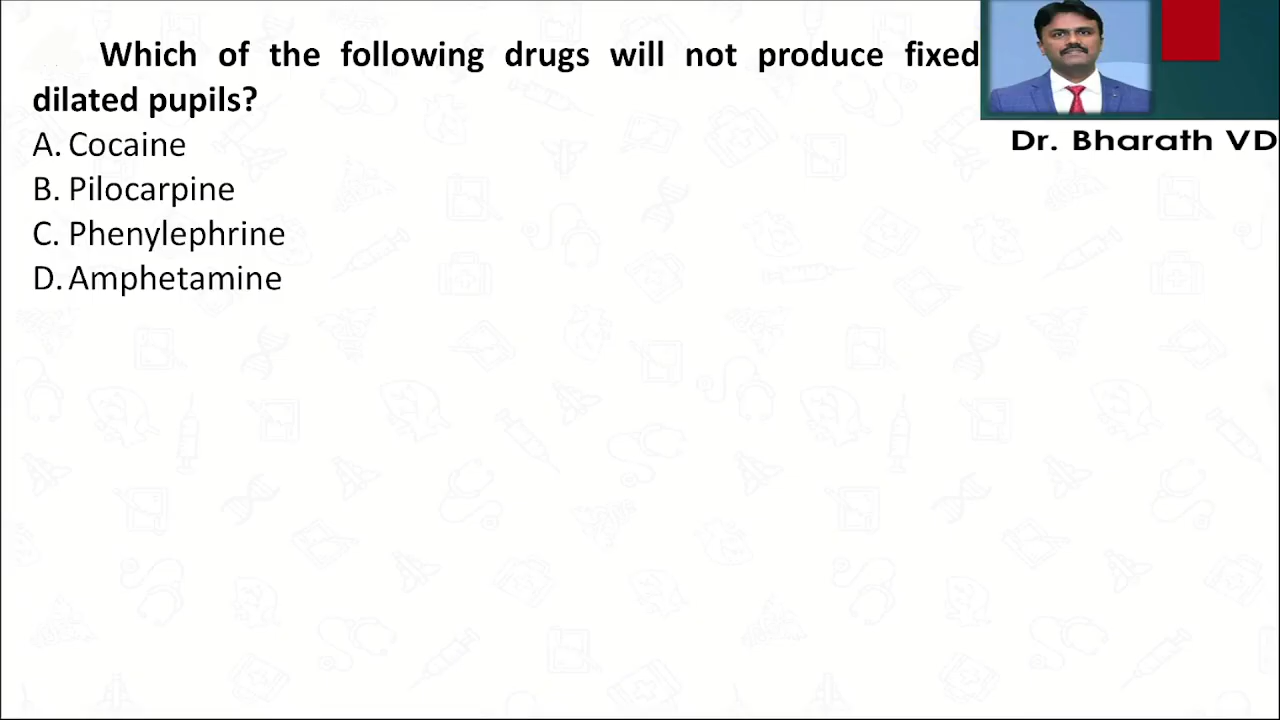 Which of the following drugs will not produce fixed
dilated pupils?
A. Cocaine
B. Pilocarpine
C. Phenylephrine
D. Amphetamine
Dr. Bharath VD